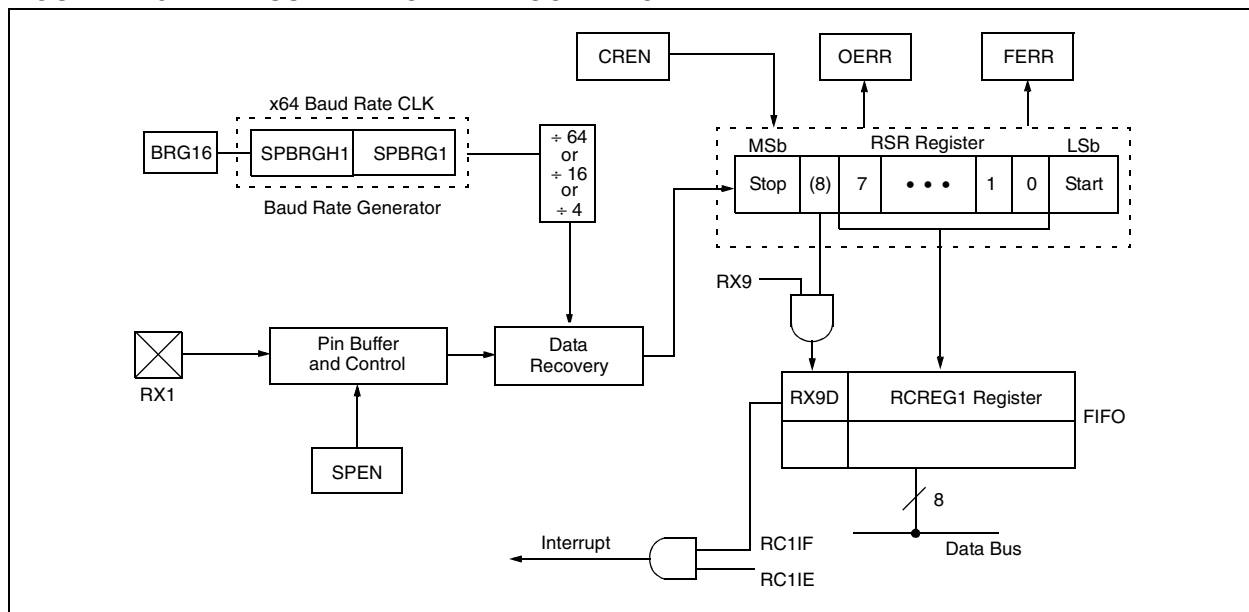 CREN
OERR
FERR
x64 Baud Rate CLK
BRG16
SPBRGH1
SPBRG1
Baud Rate Generator
÷ 64
or
÷ 16
or
÷ 4
MSb
RSR Register
LSb
Stop
(8)
7
• • •
1
0
Start
RX9
RX1
Pin Buffer
and Control
Data
Recovery
SPEN
RX9D
RCREG1 Register
FIFO
8
Data Bus
Interrupt
RC1IF
RC1IE